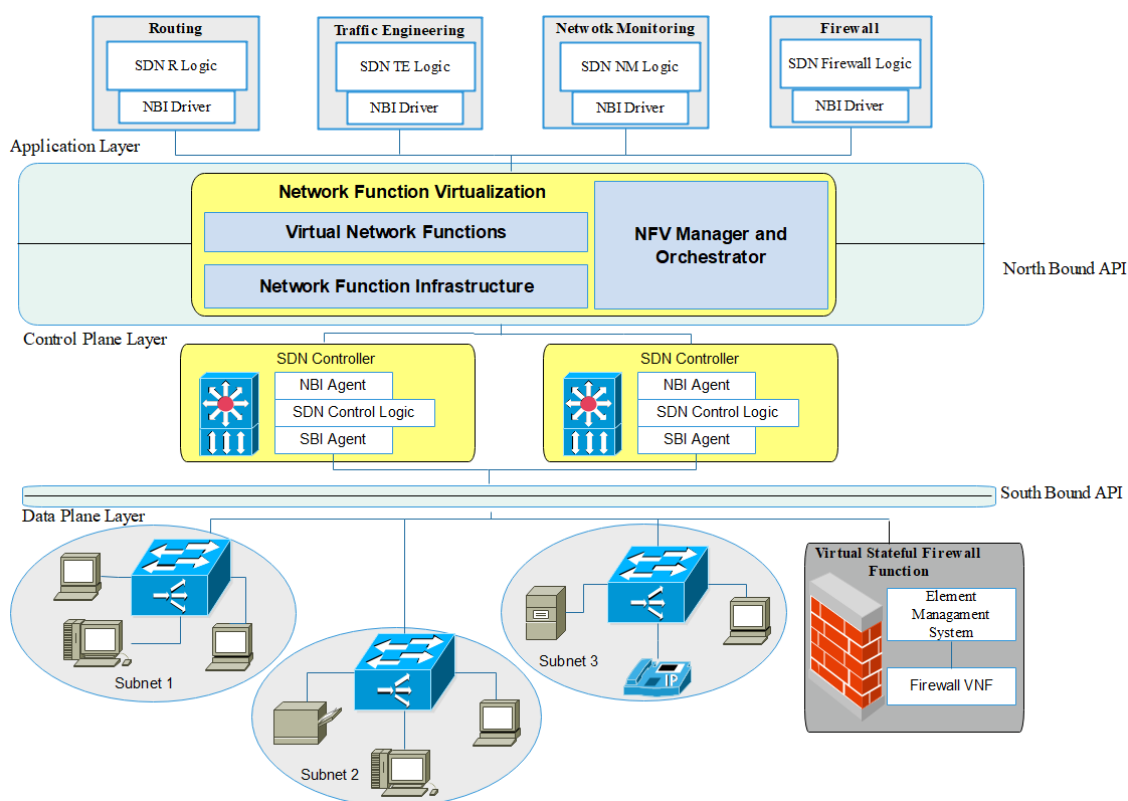 Routing
SDN R Logic
NBI Driver
Traffic Engineering
SDN TE Logic
NBI Driver
Netwotk Monitoring
SDN NM Logic
NBI Driver
Firewall
SDN Firewall Logic
NBI Driver
Application Layer
Network Function Virtualization
Virtual Network Functions
Network Function Infrastructure
NFV Manager and
Orchestrator
North Bound API
Control Plane Layer
SDN Controller
NBI Agent
SDN Control Logic
SBI Agent
SDN Controller
NBI Agent
SDN Control Logic
SBI Agent
South Bound API
Data Plane Layer
Subnet 1
Subnet 2
Subnet 3
IP
Virtual Stateful Firewall
Function
Element
Managament
System
Firewall VNF